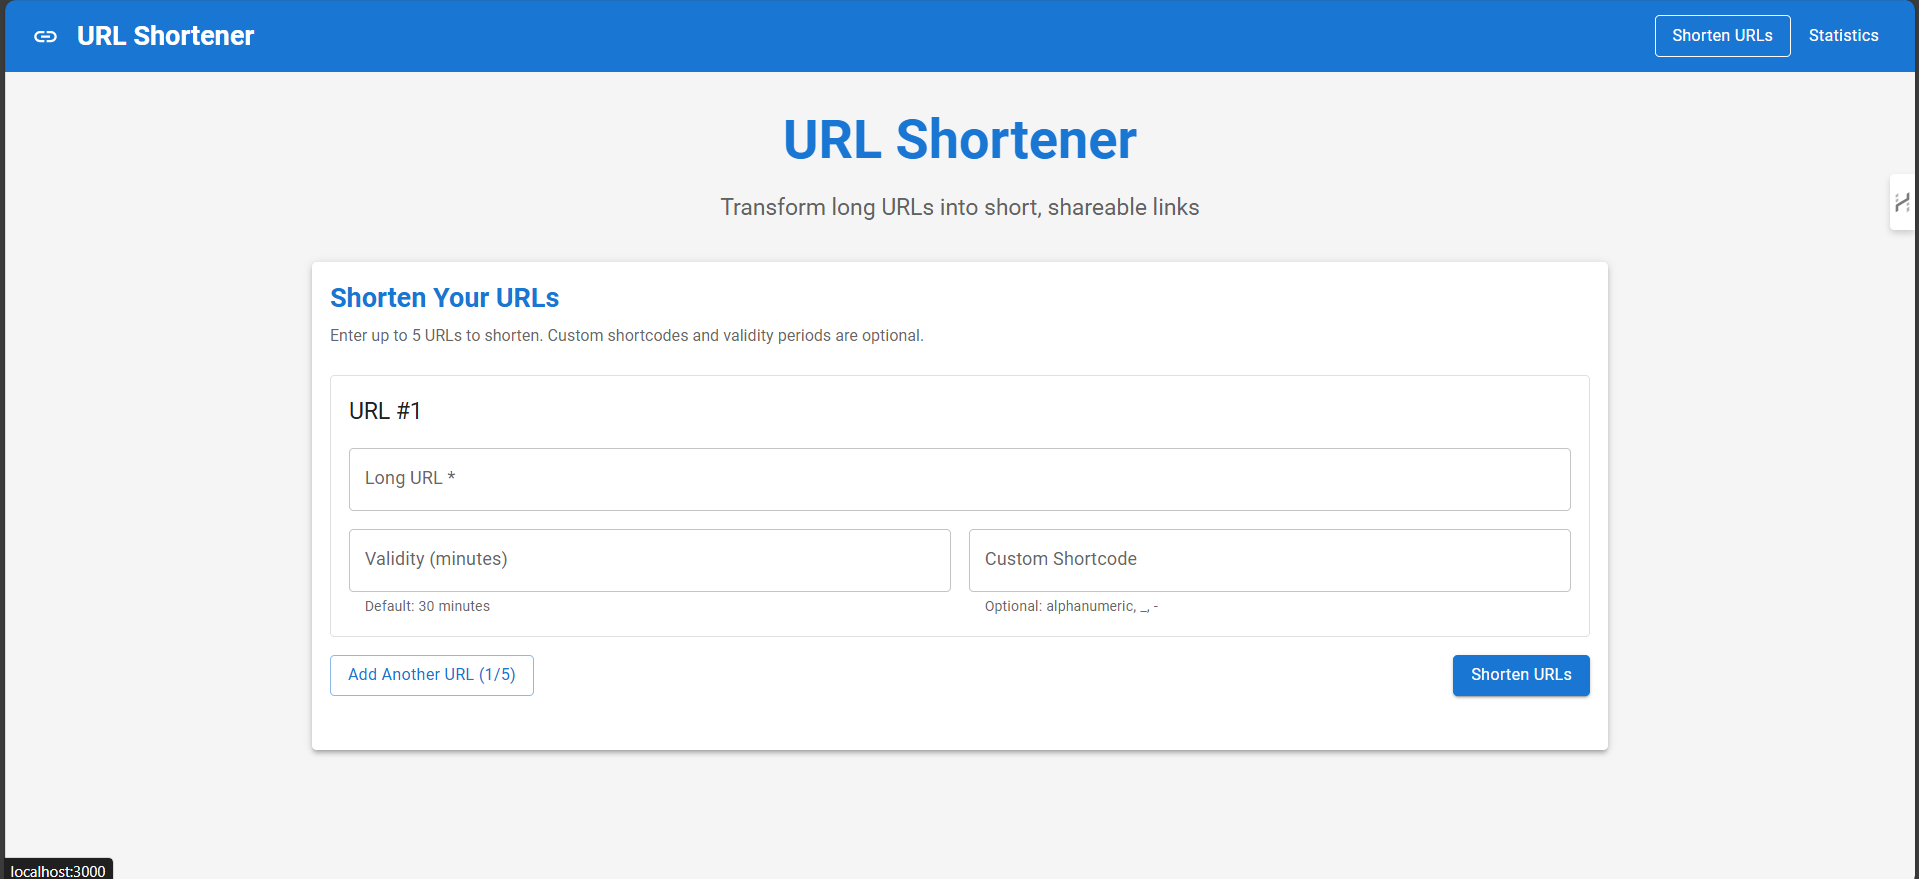 URL Shortener
Shorten URLs
Statistics
URL Shortener
Transform long URLs into short, shareable links
Shorten Your URLs
Enter up to 5 URLs to shorten. Custom shortcodes and validity periods are optional.
URL #1
Long URL *
Validity (minutes)
Custom Shortcode
Default: 30 minutes
Optional: alphanumeric, _, -
Add Another URL (1/5)
Shorten URLs
localhost:3000